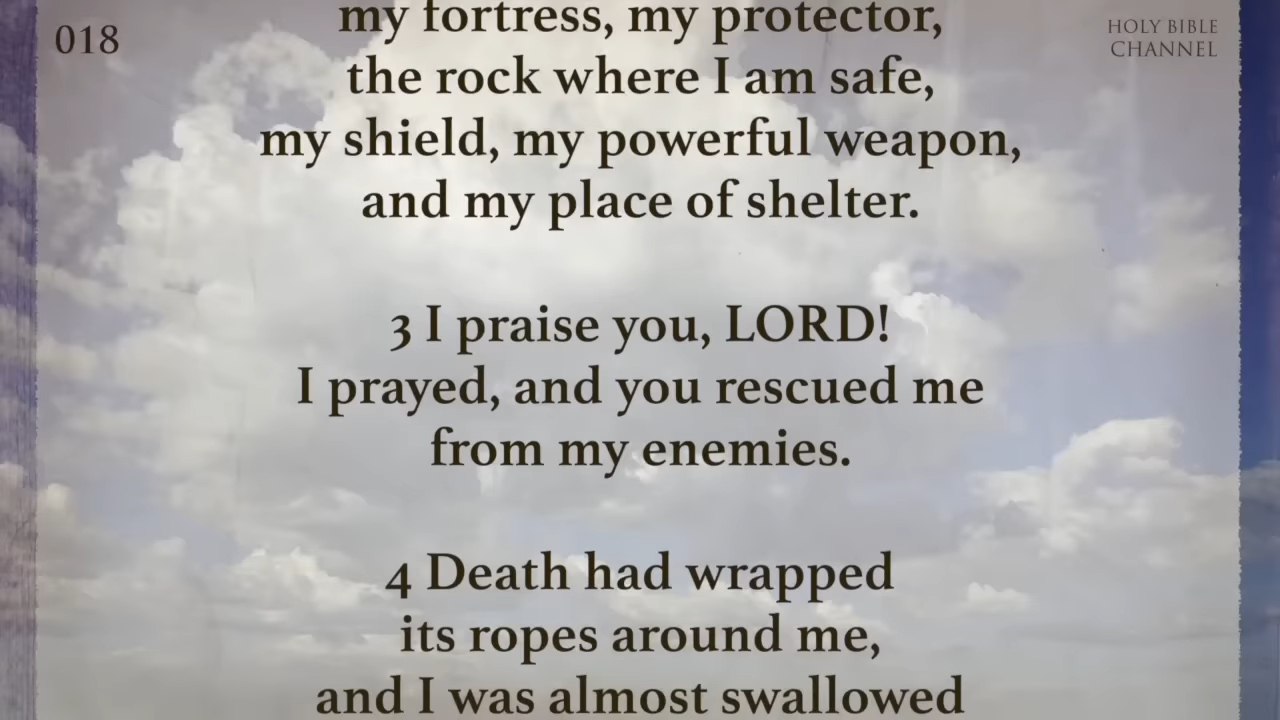 my fortress, my protector,
018
HOLY BIBLE
CHANNEL
the rock where I am safe,
my shield, my powerful weapon,
and my place of shelter.
3 I praise you, LORD!
I prayed, and you rescued me
from my enemies.
4 Death had wrapped
its ropes around me,
and I was almost swallowed